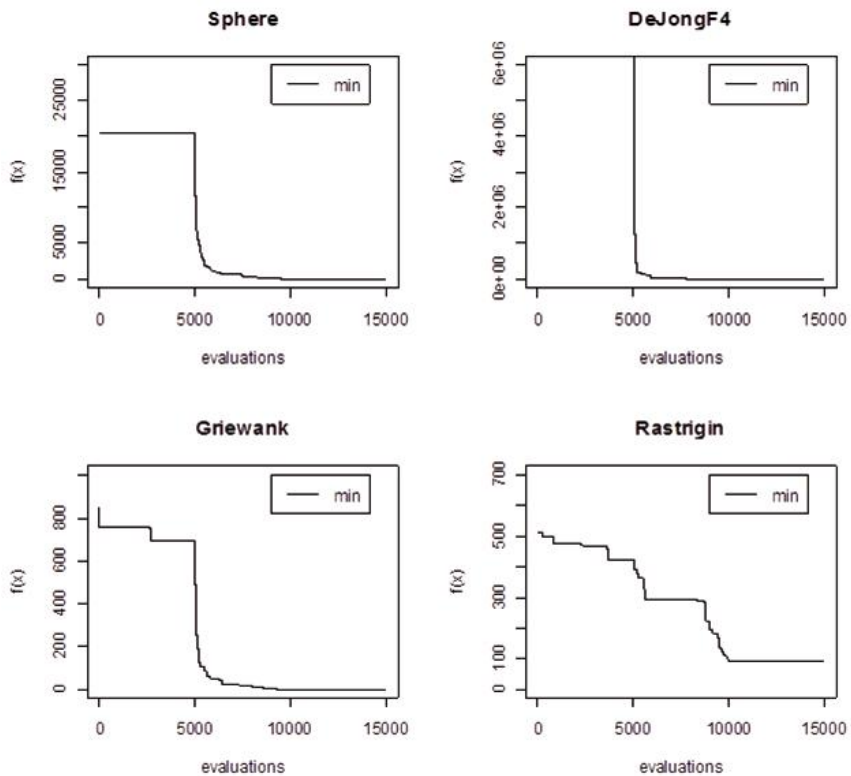 Sphere
f(x)
25000
15000
5000
0
min
0 5000 10000 15000
evaluations
DeJongF4
f(x)
6e+06
4e+06
2e+06
0e+00
min
0 5000 10000 15000
evaluations
Griewank
f(x)
800
600
400
200
0
min
0 5000 10000 15000
evaluations
Rastrigin
f(x)
700
500
300
100
0
min
0 5000 10000 15000
evaluations